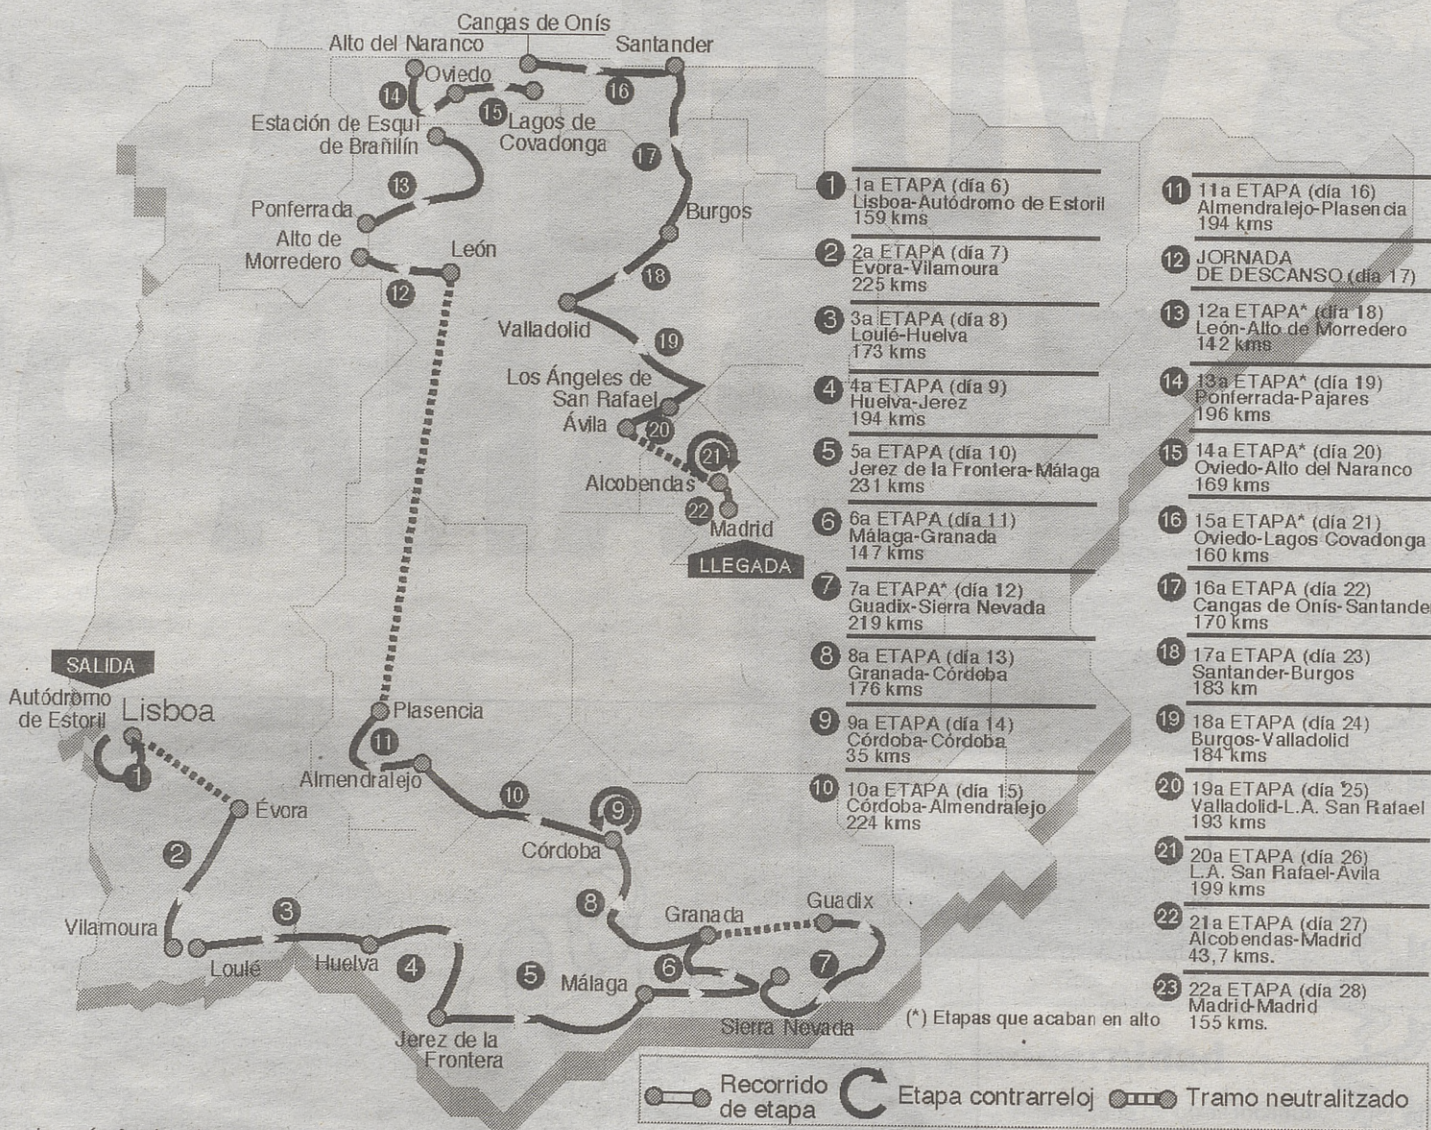 Cangas de Onís
Alto del Naranco
Santander
Oviedo
14
15
16
Lagos de
Covadonga
Estación de Esquí
de Brañilín
17
13
Ponferrada
Burgos
Alto de
Morredero
León
12
18
Valladolid
19
Los Ángeles de
San Rafael
Ávila
20
21
Alcobendas
22
Madrid
LLEGADA
SALIDA
Autódromo
de Estoril
Lisboa
1
Plasencia
11
Almendralejo
10
9
Évora
Córdoba
2
8
Vilamoura
3
Loulé
Huelva
4
5
Málaga
6
Granada
Guadix
7
Sierra Nevada
Jerez de la
Frontera
1 1a ETAPA (día 6)
Lisboa-Autódromo de Estoril
159 kms
2 2a ETAPA (día 7)
Évora-Vilamoura
225 kms
3 3a ETAPA (día 8)
Loulé-Huelva
173 kms
4 4a ETAPA (día 9)
Huelva-Jerez
194 kms
5 5a ETAPA (día 10)
Jerez de la Frontera-Málaga
231 kms
6 6a ETAPA (día 11)
Málaga-Granada
147 kms
7 7a ETAPA* (día 12)
Guadix-Sierra Nevada
219 kms
8 8a ETAPA (día 13)
Granada-Córdoba
176 kms
9 9a ETAPA (día 14)
Córdoba-Córdoba
35 kms
10 10a ETAPA (día 15)
Córdoba-Almendralejo
224 kms
11 11a ETAPA (día 16)
Almendralejo-Plasencia
194 kms
12 JORNADA
DE DESCANSO (día 17)
13 12a ETAPA* (día 18)
León-Alto de Morredero
142 kms
14 13a ETAPA* (día 19)
Ponferrada-Pajares
196 kms
15 14a ETAPA* (día 20)
Oviedo-Alto del Naranco
169 kms
16 15a ETAPA* (día 21)
Oviedo-Lagos Covadonga
160 kms
17 16a ETAPA (día 22)
Cangas de Onís-Santander
170 kms
18 17a ETAPA (día 23)
Santander-Burgos
183 km
19 18a ETAPA (día 24)
Burgos-Valladolid
184 kms
20 19a ETAPA (día 25)
Valladolid-L.A. San Rafael
193 kms
21 20a ETAPA (día 26)
L.A. San Rafael-Ávila
199 kms
22 21a ETAPA (día 27)
Alcobendas-Madrid
43,7 kms.
23 22a ETAPA (día 28)
Madrid-Madrid
155 kms.
(*) Etapas que acaban en alto
Recorrido
de etapa
Etapa contrarreloj
Tramo neutralitzado